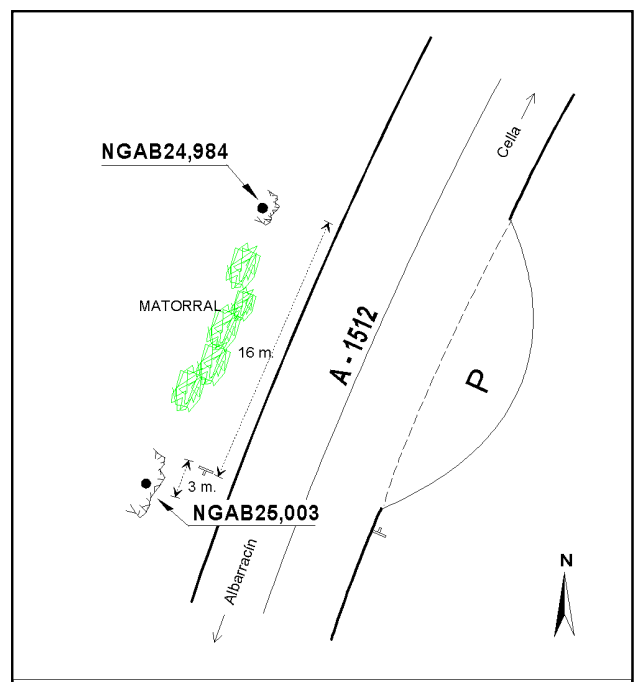 Cella
NGAB24,984
MATORRAL
A - 1512
16 m.
P
3 m.
NGAB25,003
Albarracín
N